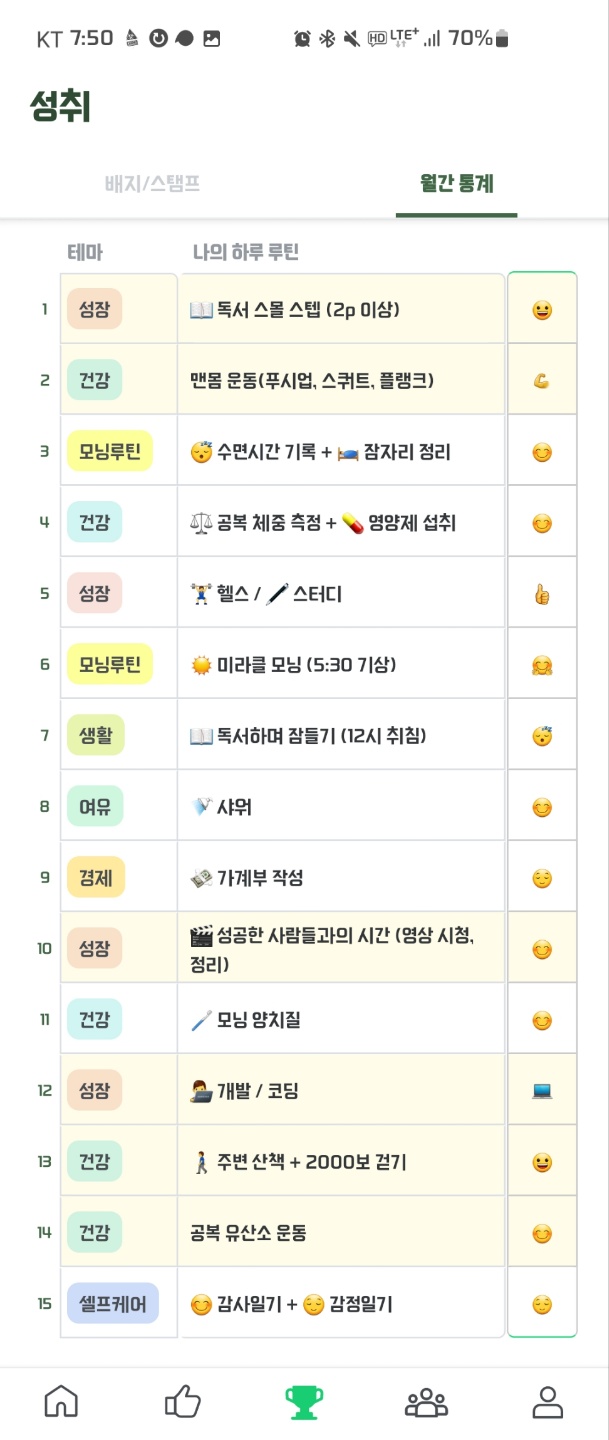 KT 7:50 HD LTE+ 70%
성취
배지/스탬프 월간 통계
테마 나의 하루 루틴
1 성장 📖 독서 스몰 스텝 (2p 이상) 😀
2 건강 맨몸 운동(푸시업, 스쿼트, 플랭크) 💪
3 모닝루틴 😴 수면시간 기록 + 🛌 잠자리 정리 😊
4 건강 ⚖️ 공복 체중 측정 + 💊 영양제 섭취 😊
5 성장 🏋️ 헬스 / 🖊️ 스터디 👍
6 모닝루틴 ☀️ 미라클 모닝 (5:30 기상) 🤗
7 생활 📖 독서하며 잠들기 (12시 취침) 😴
8 여유 🚿 샤워 😊
9 경제 💸 가계부 작성 😌
10 성장 🎬 성공한 사람들과의 시간 (영상 시청,
정리) 😊
11 건강 🪥 모닝 양치질 😊
12 성장 🧑‍💻 개발 / 코딩 💻
13 건강 🚶 주변 산책 + 2000보 걷기 😀
14 건강 공복 유산소 운동 😊
15 셀프케어 😊 감사일기 + 😌 감정일기 😌